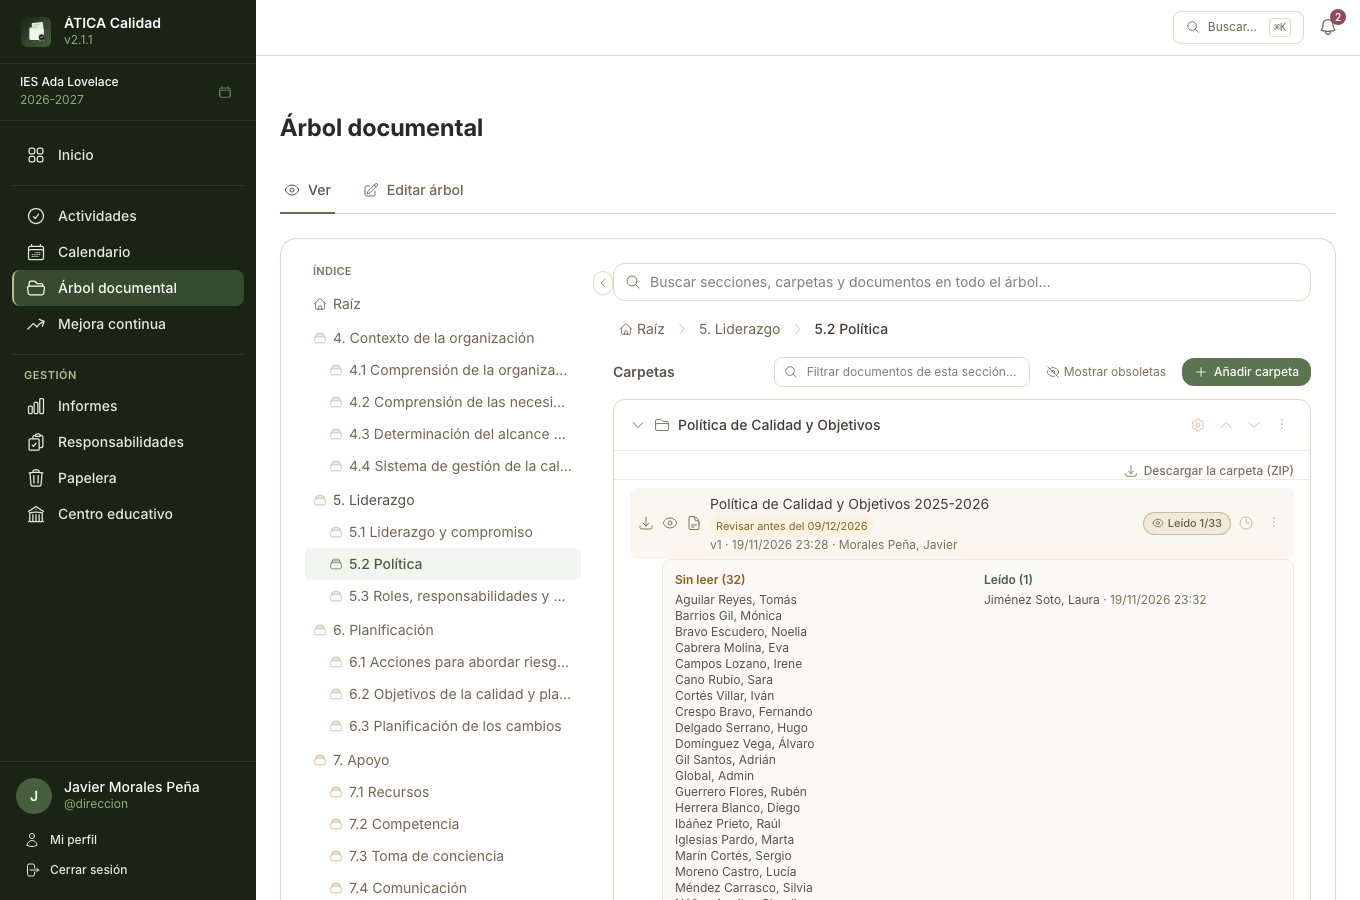 ÁTICA Calidad
v2.1.1
IES Ada Lovelace
2026-2027
Inicio
Actividades
Calendario
Árbol documental
Mejora continua
GESTIÓN
Informes
Responsabilidades
Papelera
Centro educativo
J
Javier Morales Peña
@direccion
Mi perfil
Cerrar sesión
Buscar... ⌘K
2
Árbol documental
Ver
Editar árbol
ÍNDICE
Raíz
4. Contexto de la organización
4.1 Comprensión de la organiza...
4.2 Comprensión de las necesi...
4.3 Determinación del alcance ...
4.4 Sistema de gestión de la cal...
5. Liderazgo
5.1 Liderazgo y compromiso
5.2 Política
5.3 Roles, responsabilidades y ...
6. Planificación
6.1 Acciones para abordar riesg...
6.2 Objetivos de la calidad y pla...
6.3 Planificación de los cambios
7. Apoyo
7.1 Recursos
7.2 Competencia
7.3 Toma de conciencia
7.4 Comunicación
Buscar secciones, carpetas y documentos en todo el árbol...
Raíz > 5. Liderazgo > 5.2 Política
Carpetas
Filtrar documentos de esta sección...
Mostrar obsoletas
+ Añadir carpeta
Política de Calidad y Objetivos
Descargar la carpeta (ZIP)
Política de Calidad y Objetivos 2025-2026
Revisar antes del 09/12/2026
v1 · 19/11/2026 23:28 · Morales Peña, Javier
Leído 1/33
Sin leer (32)
Aguilar Reyes, Tomás
Barrios Gil, Mónica
Bravo Escudero, Noelia
Cabrera Molina, Eva
Campos Lozano, Irene
Cano Rubio, Sara
Cortés Villar, Iván
Crespo Bravo, Fernando
Delgado Serrano, Hugo
Domínguez Vega, Álvaro
Gil Santos, Adrián
Global, Admin
Guerrero Flores, Rubén
Herrera Blanco, Diego
Ibáñez Prieto, Raúl
Iglesias Pardo, Marta
Marín Cortés, Sergio
Moreno Castro, Lucía
Méndez Carrasco, Silvia
Leído (1)
Jiménez Soto, Laura · 19/11/2026 23:32